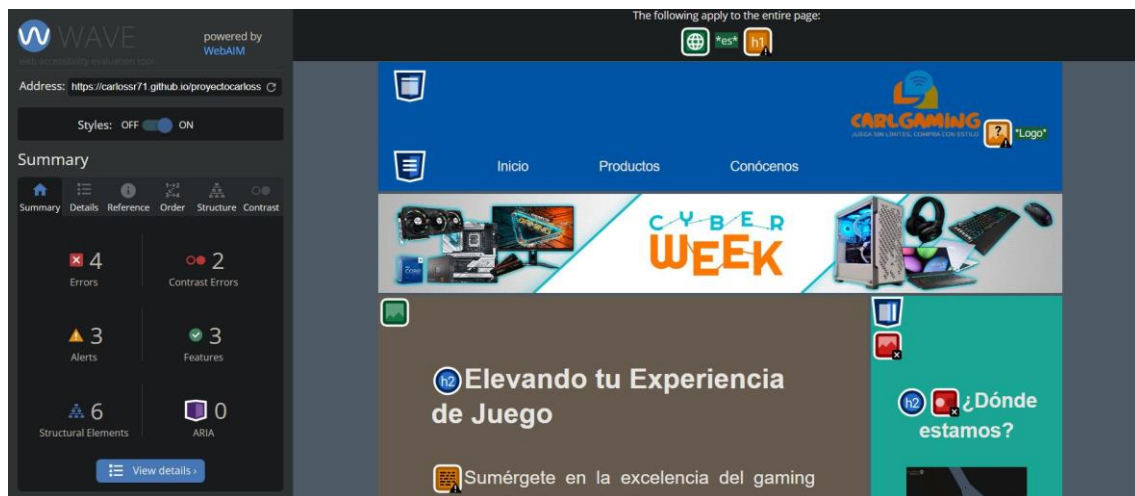 WAVE
powered by
WebAIM
web accessibility evaluation tool
Address: https://carlossr71.github.io/proyectocarloss
Styles: OFF ON
Summary
Summary Details Reference Order Structure Contrast
4
Errors
2
Contrast Errors
3
Alerts
3
Features
6
Structural Elements
0
ARIA
View details ›
The following apply to the entire page:
*es* h1
CARLGAMING
JUEGA SIN LÍMITES, COMPRA CON ESTILO
? *Logo*
Inicio Productos Conócenos
CYBER
WEEK
CORE
h2 Elevando tu Experiencia
de Juego
Sumérgete en la excelencia del gaming
h2 ¿Dónde
estamos?